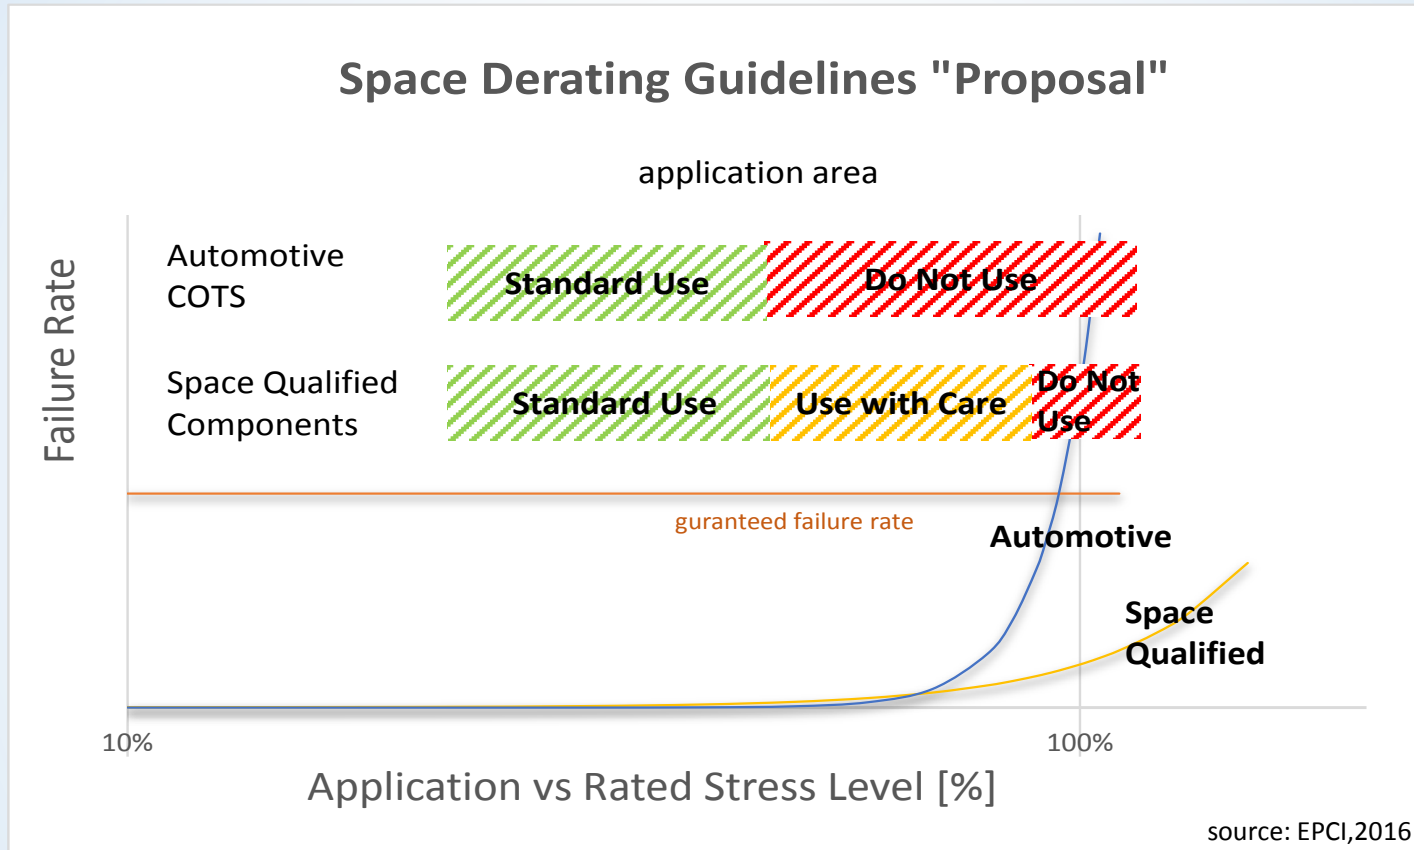 Space Derating Guidelines "Proposal"
application area
Failure Rate
Automotive
COTS
Standard Use
Do Not Use
Space Qualified
Components
Standard Use
Use with Care
Do Not
Use
guranteed failure rate
Automotive
Space
Qualified
10%
100%
Application vs Rated Stress Level [%]
source: EPCI,2016